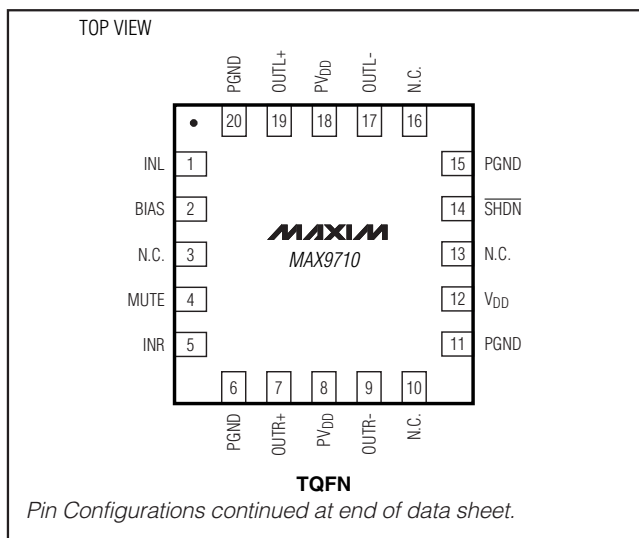 TOP VIEW
PGND OUTL+ PVDD OUTL- N.C.
20 19 18 17 16
INL 1 15 PGND
BIAS 2 14 SHDN
N.C. 3 13 N.C.
MUTE 4 12 VDD
INR 5 11 PGND
MAXIM
MAX9710
6 7 8 9 10
PGND OUTR+ PVDD OUTR- N.C.
TQFN
Pin Configurations continued at end of data sheet.